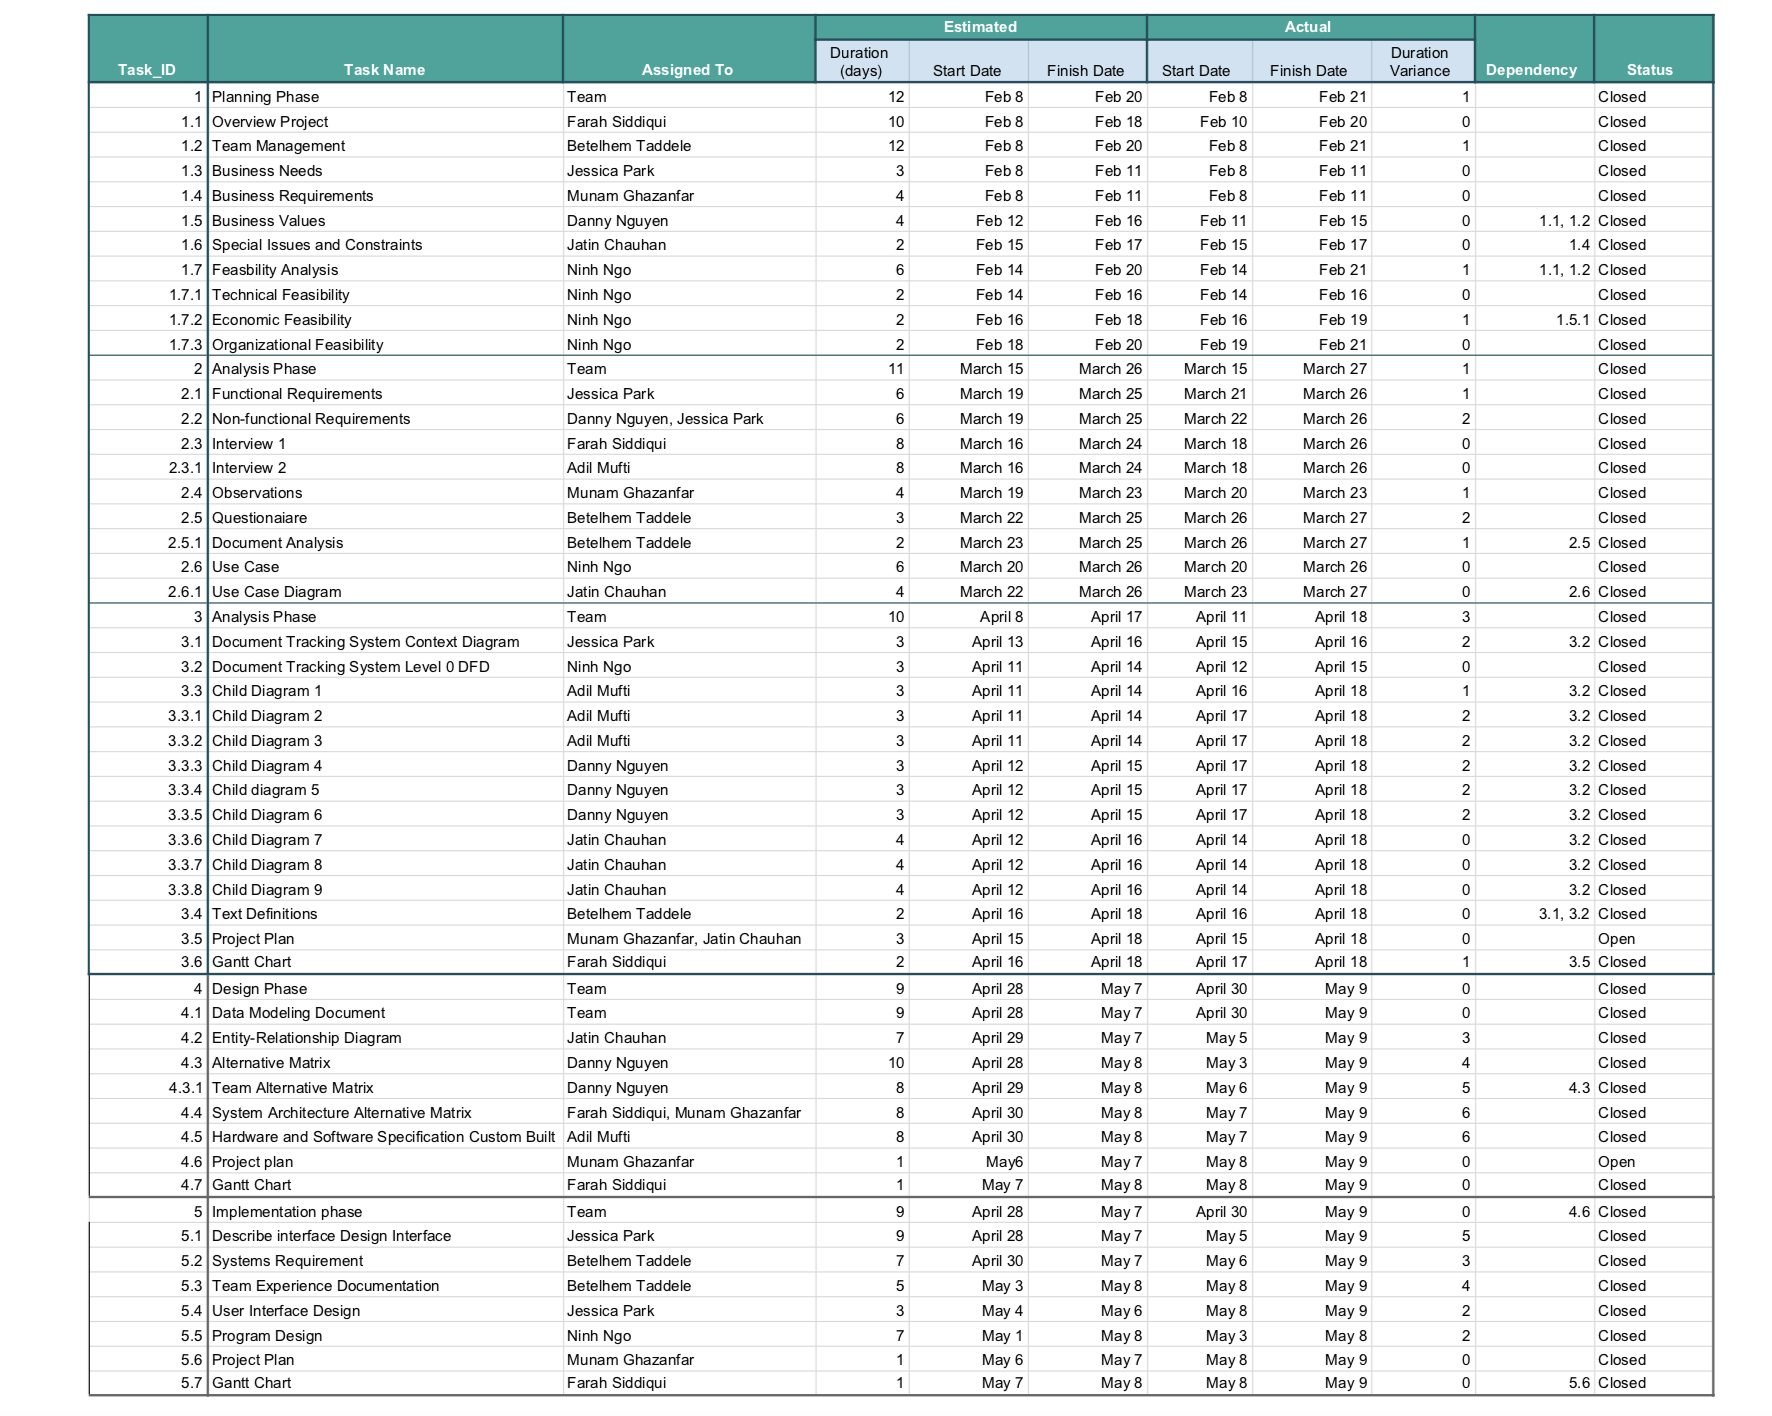 Estimated Actual
Task_ID Task Name Assigned To Duration (days) Start Date Finish Date Start Date Finish Date Duration Variance Dependency Status
1 Planning Phase Team 12 Feb 8 Feb 20 Feb 8 Feb 21 1 Closed
1.1 Overview Project Farah Siddiqui 10 Feb 8 Feb 18 Feb 10 Feb 20 0 Closed
1.2 Team Management Betelhem Taddele 12 Feb 8 Feb 20 Feb 8 Feb 21 1 Closed
1.3 Business Needs Jessica Park 3 Feb 8 Feb 11 Feb 8 Feb 11 0 Closed
1.4 Business Requirements Munam Ghazanfar 4 Feb 8 Feb 11 Feb 8 Feb 11 0 Closed
1.5 Business Values Danny Nguyen 4 Feb 12 Feb 16 Feb 11 Feb 15 0 1.1, 1.2 Closed
1.6 Special Issues and Constraints Jatin Chauhan 2 Feb 15 Feb 17 Feb 15 Feb 17 0 1.4 Closed
1.7 Feasbility Analysis Ninh Ngo 6 Feb 14 Feb 20 Feb 14 Feb 21 1 1.1, 1.2 Closed
1.7.1 Technical Feasibility Ninh Ngo 2 Feb 14 Feb 16 Feb 14 Feb 16 0 Closed
1.7.2 Economic Feasibility Ninh Ngo 2 Feb 16 Feb 18 Feb 16 Feb 19 1 1.5.1 Closed
1.7.3 Organizational Feasibility Ninh Ngo 2 Feb 18 Feb 20 Feb 19 Feb 21 0 Closed
2 Analysis Phase Team 11 March 15 March 26 March 15 March 27 1 Closed
2.1 Functional Requirements Jessica Park 6 March 19 March 25 March 21 March 26 1 Closed
2.2 Non-functional Requirements Danny Nguyen, Jessica Park 6 March 19 March 25 March 22 March 26 2 Closed
2.3 Interview 1 Farah Siddiqui 8 March 16 March 24 March 18 March 26 0 Closed
2.3.1 Interview 2 Adil Mufti 8 March 16 March 24 March 18 March 26 0 Closed
2.4 Observations Munam Ghazanfar 4 March 19 March 23 March 20 March 23 1 Closed
2.5 Questionaiare Betelhem Taddele 3 March 22 March 25 March 26 March 27 2 Closed
2.5.1 Document Analysis Betelhem Taddele 2 March 23 March 25 March 26 March 27 1 2.5 Closed
2.6 Use Case Ninh Ngo 6 March 20 March 26 March 20 March 26 0 Closed
2.6.1 Use Case Diagram Jatin Chauhan 4 March 22 March 26 March 23 March 27 0 2.6 Closed
3 Analysis Phase Team 10 April 8 April 17 April 11 April 18 3 Closed
3.1 Document Tracking System Context Diagram Jessica Park 3 April 13 April 16 April 15 April 16 2 3.2 Closed
3.2 Document Tracking System Level 0 DFD Ninh Ngo 3 April 11 April 14 April 12 April 15 0 Closed
3.3 Child Diagram 1 Adil Mufti 3 April 11 April 14 April 16 April 18 1 3.2 Closed
3.3.1 Child Diagram 2 Adil Mufti 3 April 11 April 14 April 17 April 18 2 3.2 Closed
3.3.2 Child Diagram 3 Adil Mufti 3 April 11 April 14 April 17 April 18 2 3.2 Closed
3.3.3 Child Diagram 4 Danny Nguyen 3 April 12 April 15 April 17 April 18 2 3.2 Closed
3.3.4 Child diagram 5 Danny Nguyen 3 April 12 April 15 April 17 April 18 2 3.2 Closed
3.3.5 Child Diagram 6 Danny Nguyen 3 April 12 April 15 April 17 April 18 2 3.2 Closed
3.3.6 Child Diagram 7 Jatin Chauhan 4 April 12 April 16 April 14 April 18 0 3.2 Closed
3.3.7 Child Diagram 8 Jatin Chauhan 4 April 12 April 16 April 14 April 18 0 3.2 Closed
3.3.8 Child Diagram 9 Jatin Chauhan 4 April 12 April 16 April 14 April 18 0 3.2 Closed
3.4 Text Definitions Betelhem Taddele 2 April 16 April 18 April 16 April 18 0 3.1, 3.2 Closed
3.5 Project Plan Munam Ghazanfar, Jatin Chauhan 3 April 15 April 18 April 15 April 18 0 Open
3.6 Gantt Chart Farah Siddiqui 2 April 16 April 18 April 17 April 18 1 3.5 Closed
4 Design Phase Team 9 April 28 May 7 April 30 May 9 0 Closed
4.1 Data Modeling Document Team 9 April 28 May 7 April 30 May 9 0 Closed
4.2 Entity-Relationship Diagram Jatin Chauhan 7 April 29 May 7 May 5 May 9 3 Closed
4.3 Alternative Matrix Danny Nguyen 10 April 28 May 8 May 3 May 9 4 Closed
4.3.1 Team Alternative Matrix Danny Nguyen 8 April 29 May 8 May 6 May 9 5 4.3 Closed
4.4 System Architecture Alternative Matrix Farah Siddiqui, Munam Ghazanfar 8 April 30 May 8 May 7 May 9 6 Closed
4.5 Hardware and Software Specification Custom Built Adil Mufti 8 April 30 May 8 May 7 May 9 6 Closed
4.6 Project plan Munam Ghazanfar 1 May6 May 7 May 8 May 9 0 Open
4.7 Gantt Chart Farah Siddiqui 1 May 7 May 8 May 8 May 9 0 Closed
5 Implementation phase Team 9 April 28 May 7 April 30 May 9 0 4.6 Closed
5.1 Describe interface Design Interface Jessica Park 9 April 28 May 7 May 5 May 9 5 Closed
5.2 Systems Requirement Betelhem Taddele 7 April 30 May 7 May 6 May 9 3 Closed
5.3 Team Experience Documentation Betelhem Taddele 5 May 3 May 8 May 8 May 9 4 Closed
5.4 User Interface Design Jessica Park 3 May 4 May 6 May 8 May 9 2 Closed
5.5 Program Design Ninh Ngo 7 May 1 May 8 May 3 May 8 2 Closed
5.6 Project Plan Munam Ghazanfar 1 May 6 May 7 May 8 May 9 0 Closed
5.7 Gantt Chart Farah Siddiqui 1 May 7 May 8 May 8 May 9 0 5.6 Closed